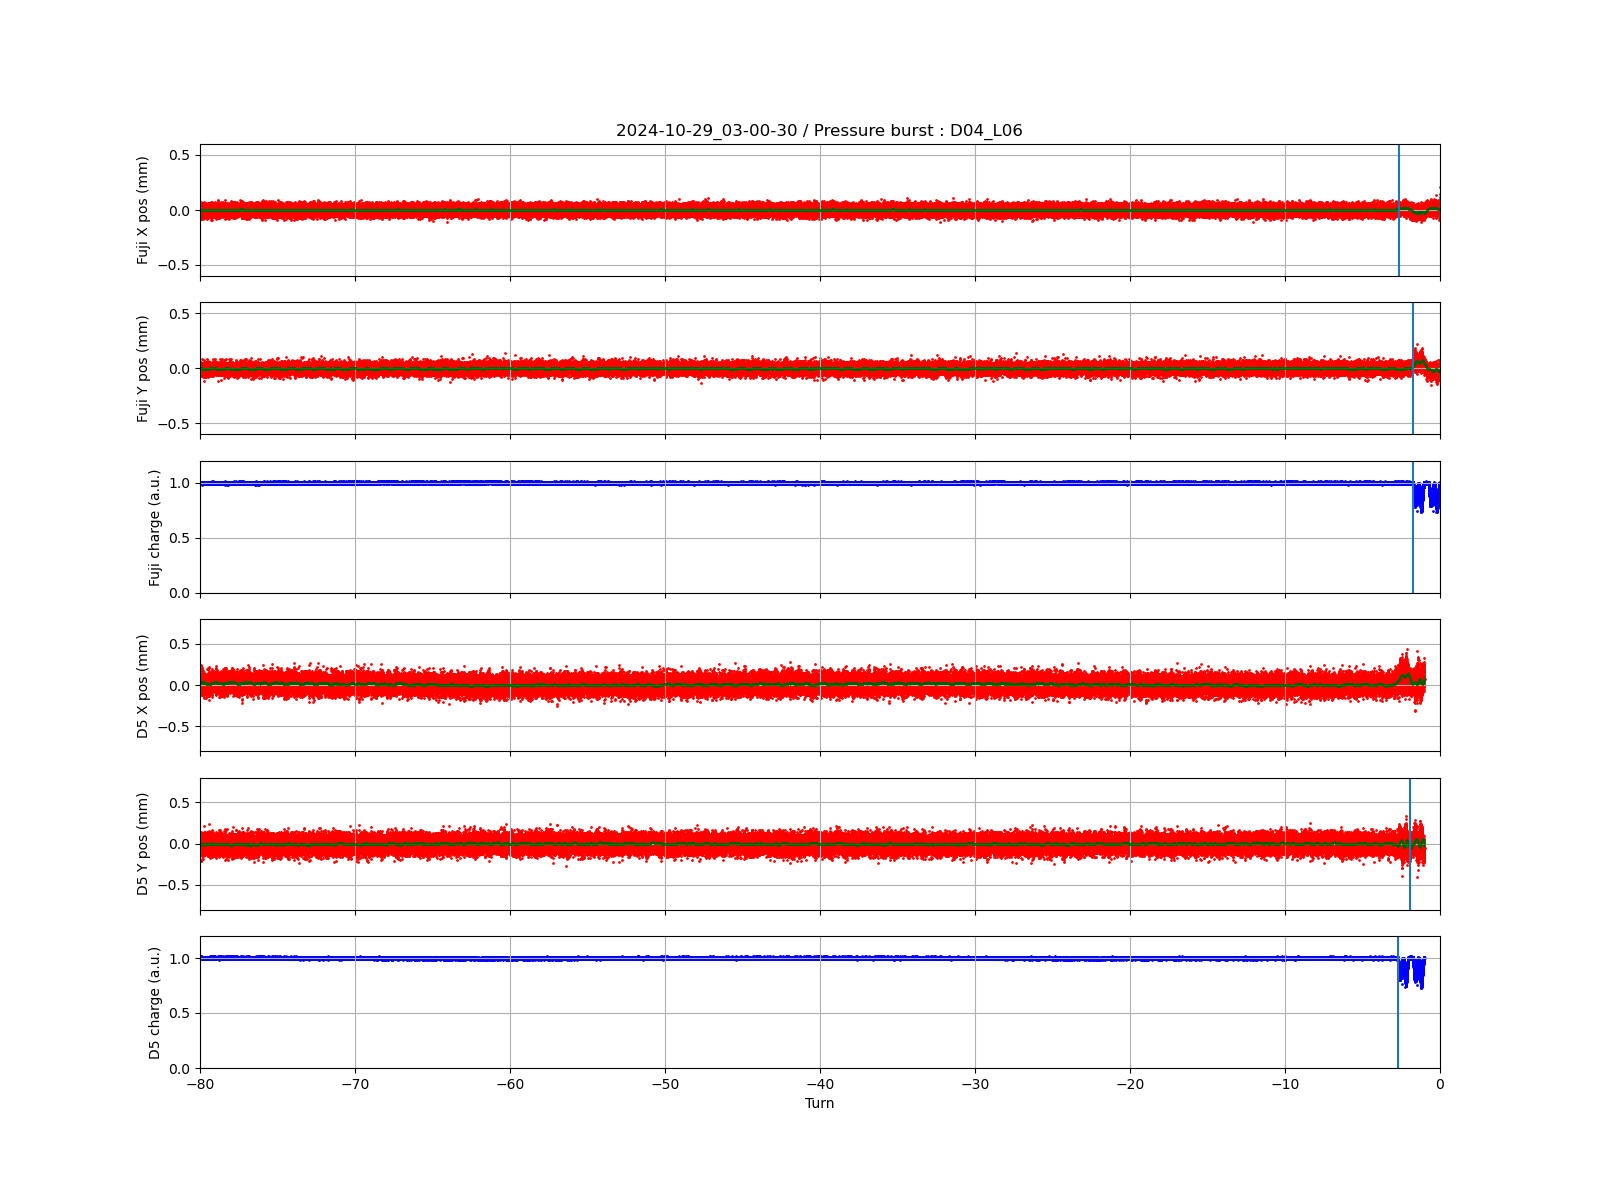 2024-10-29_03-00-30 / Pressure burst : D04_L06
0.5
0.0
−0.5
Fuji X pos (mm)
0.5
0.0
−0.5
Fuji Y pos (mm)
1.0
0.5
0.0
Fuji charge (a.u.)
0.5
0.0
−0.5
D5 X pos (mm)
0.5
0.0
−0.5
D5 Y pos (mm)
1.0
0.5
0.0
D5 charge (a.u.)
−80 −70 −60 −50 −40 −30 −20 −10 0
Turn